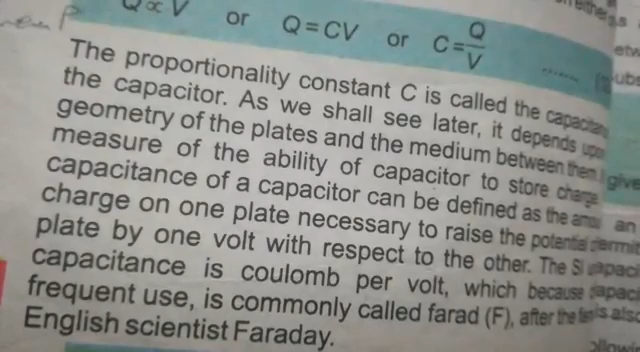 Q ∝ V or Q = CV or C = Q/V ......
The proportionality constant C is called the
the capacitor. As we shall see later, it depends upon
geometry of the plates and the medium between them.
measure of the ability of capacitor to store charge
capacitance of a capacitor can be defined as the
charge on one plate necessary to raise the potential
plate by one volt with respect to the other. The SI
capacitance is coulomb per volt, which because
frequent use, is commonly called farad (F), after the
English scientist Faraday.
give
an